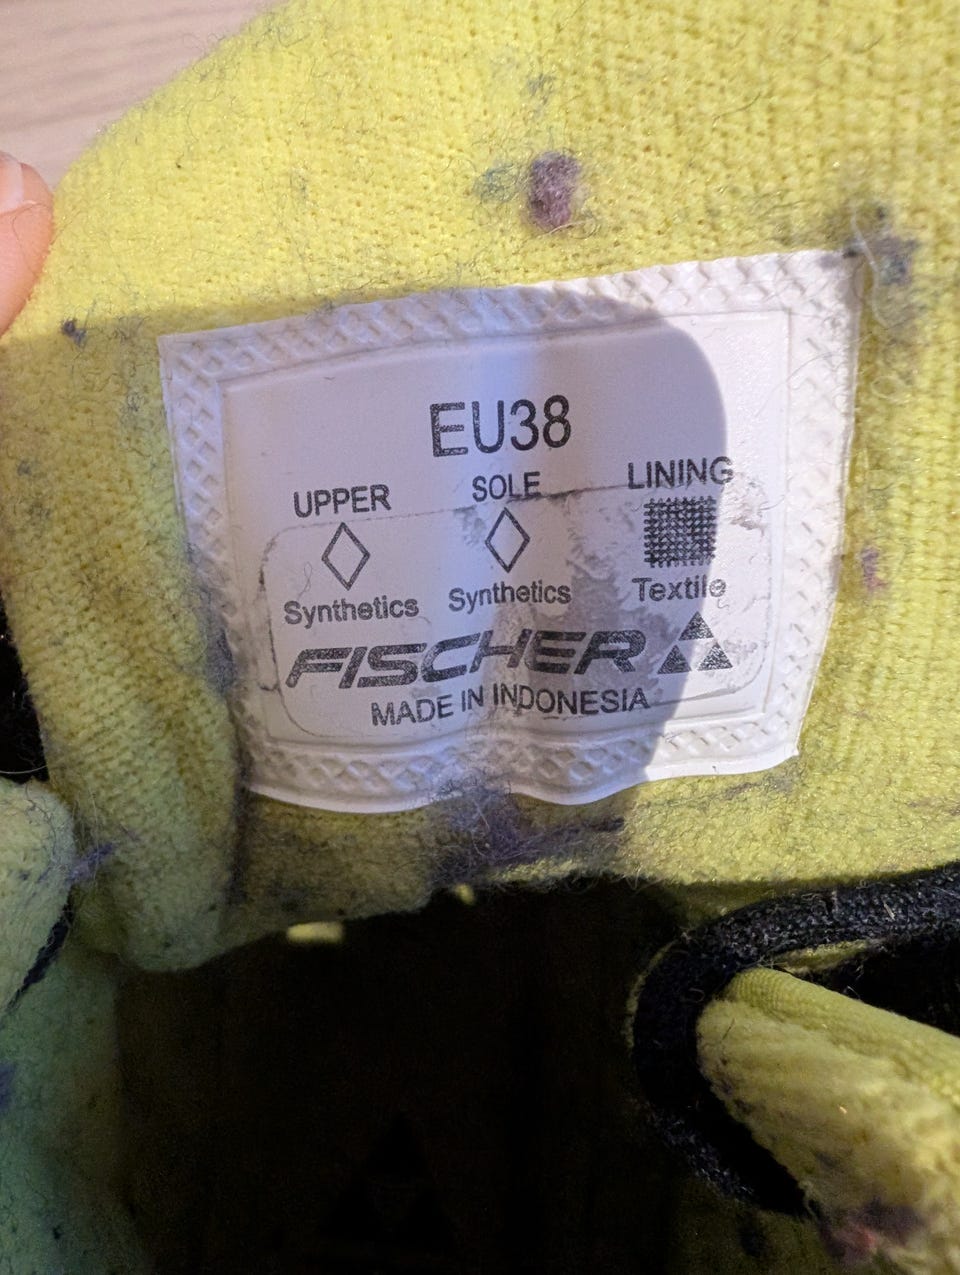 EU38
UPPER SOLE LINING
Synthetics Synthetics Textile
FISCHER
MADE IN INDONESIA